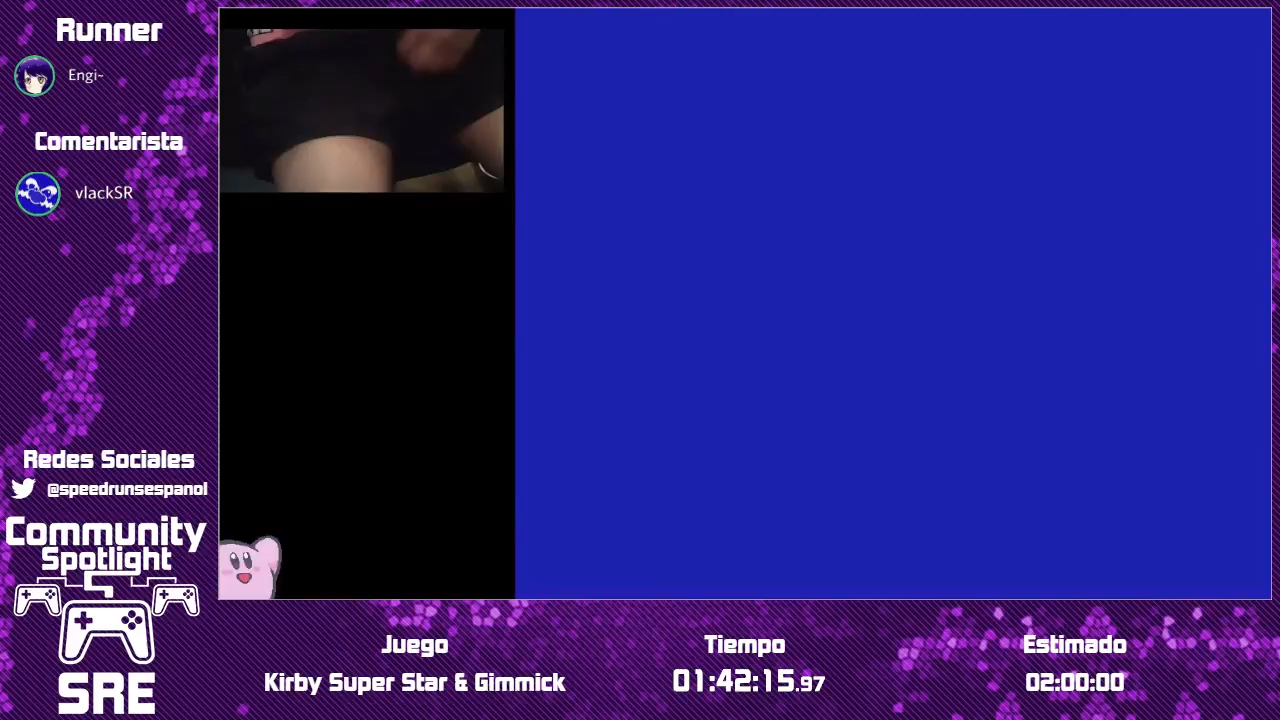 Runner
Engi~
Comentarista
vlackSR
Redes Sociales
@speedrunsespanol
Community
Spotlight
5
SRE
Juego
Kirby Super Star & Gimmick
Tiempo
01:42:15.97
Estimado
02:00:00